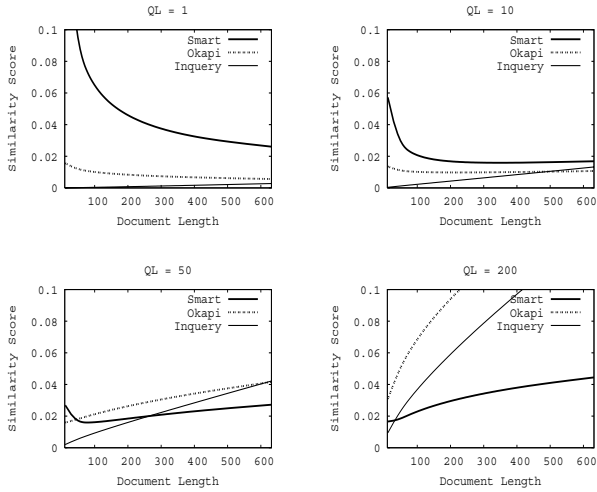 QL = 1
0.1
0.08
0.06
0.04
0.02
0
Similarity Score
Smart
Okapi
Inquery
100 200 300 400 500 600
Document Length
QL = 10
0.1
0.08
0.06
0.04
0.02
0
Similarity Score
Smart
Okapi
Inquery
100 200 300 400 500 600
Document Length
QL = 50
0.1
0.08
0.06
0.04
0.02
0
Similarity Score
Smart
Okapi
Inquery
100 200 300 400 500 600
Document Length
QL = 200
0.1
0.08
0.06
0.04
0.02
0
Similarity Score
Smart
Okapi
Inquery
100 200 300 400 500 600
Document Length